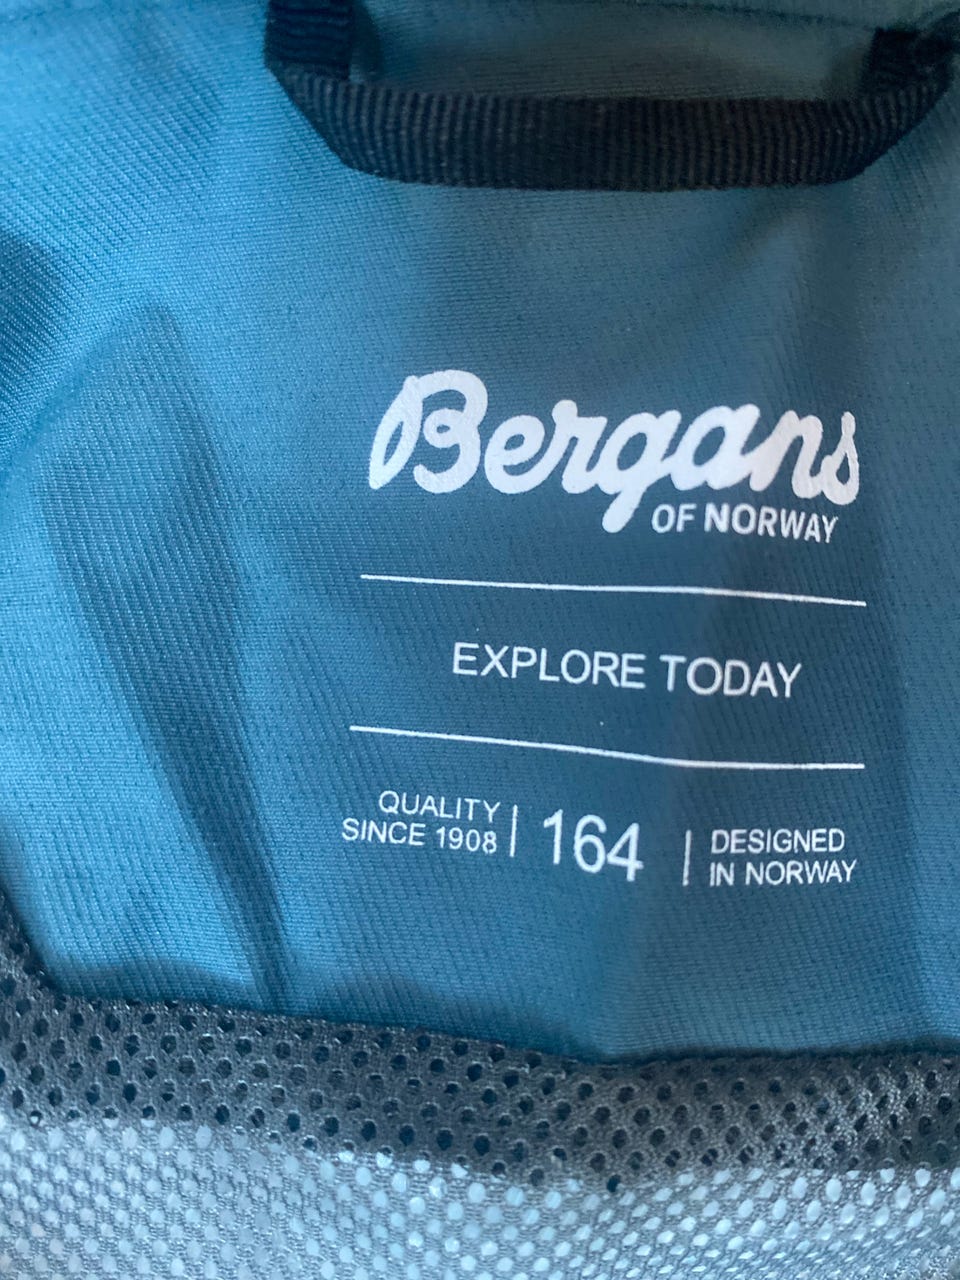 Bergans
OF NORWAY
EXPLORE TODAY
QUALITY
SINCE 1908
164
DESIGNED
IN NORWAY